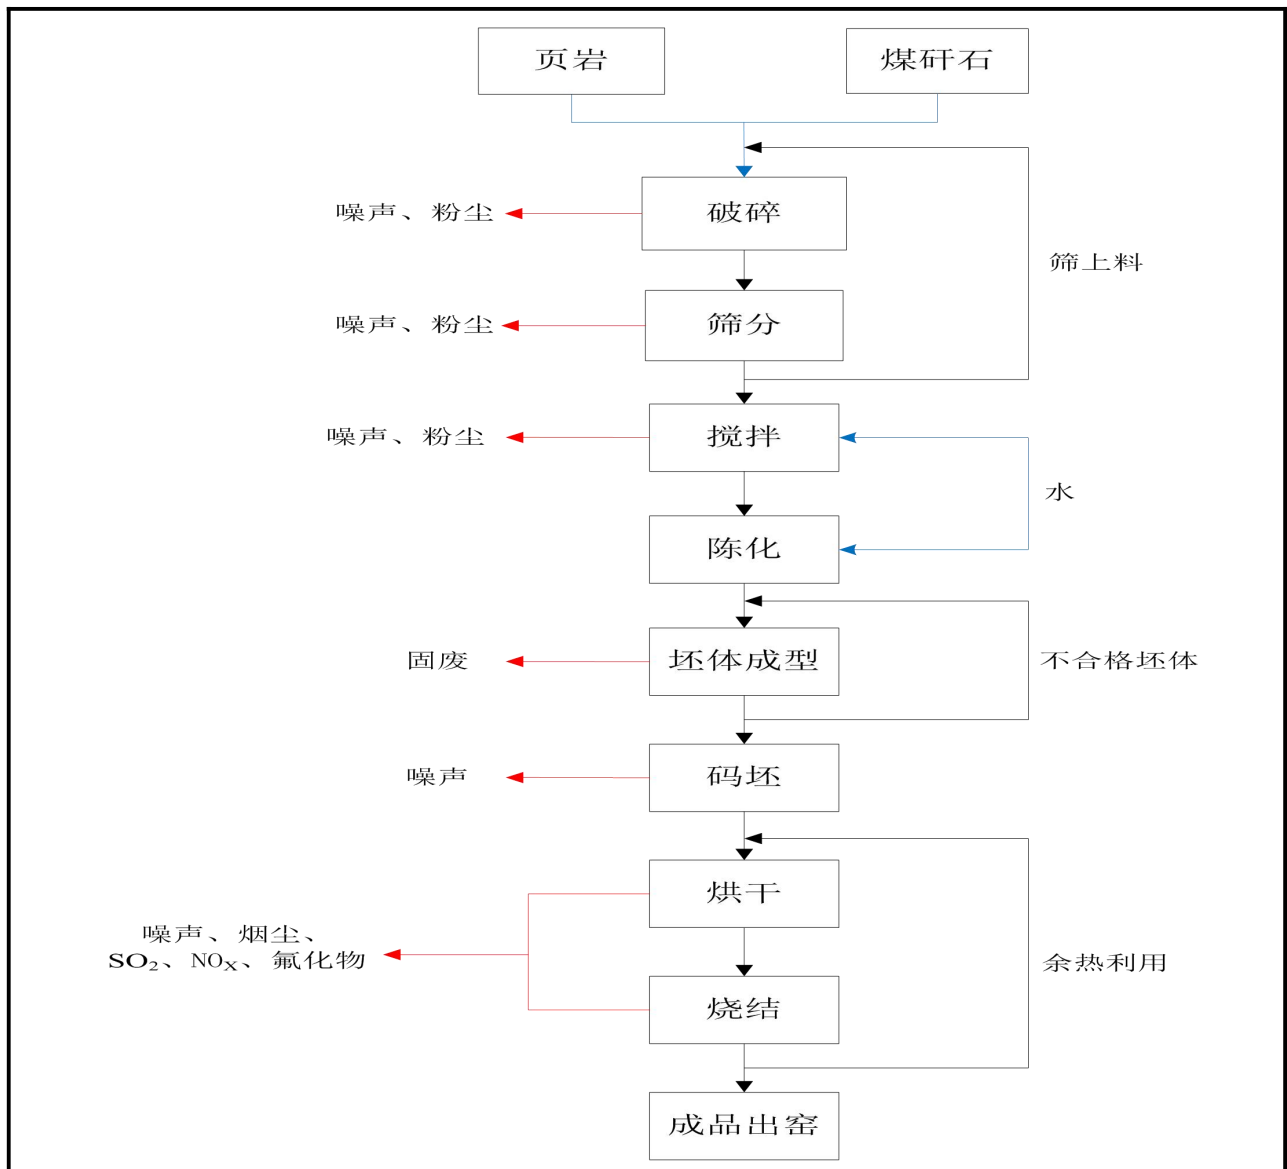 页岩
煤矸石
噪声、粉尘
破碎
筛上料
噪声、粉尘
筛分
噪声、粉尘
搅拌
水
陈化
固废
坯体成型
不合格坯体
噪声
码坯
烘干
噪声、烟尘、
SO₂、NOX、氟化物
余热利用
烧结
成品出窑